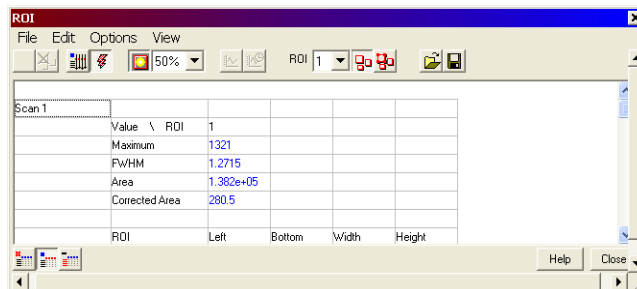 ROI
File Edit Options View
50% ROI 1
Scan 1
Value \ ROI 1
Maximum 1321
FWHM 1.2715
Area 1.382e+05
Corrected Area 280.5
ROI Left Bottom Width Height
Help Close